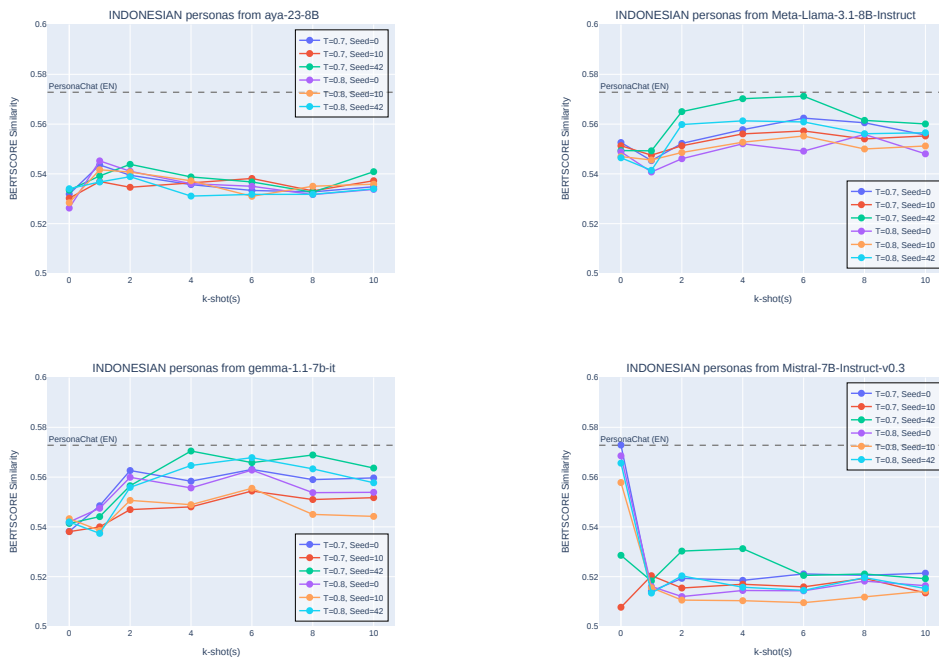 INDONESIAN personas from aya-23-8B
0.6
0.58
0.56
0.54
0.52
0.5
BERTSCORE Similarity
PersonaChat (EN)
T=0.7, Seed=0
T=0.7, Seed=10
T=0.7, Seed=42
T=0.8, Seed=0
T=0.8, Seed=10
T=0.8, Seed=42
0 2 4 6 8 10
k-shot(s)
INDONESIAN personas from Meta-Llama-3.1-8B-Instruct
0.6
0.58
0.56
0.54
0.52
0.5
BERTSCORE Similarity
PersonaChat (EN)
T=0.7, Seed=0
T=0.7, Seed=10
T=0.7, Seed=42
T=0.8, Seed=0
T=0.8, Seed=10
T=0.8, Seed=42
0 2 4 6 8 10
k-shot(s)
INDONESIAN personas from gemma-1.1-7b-it
0.6
0.58
0.56
0.54
0.52
0.5
BERTSCORE Similarity
PersonaChat (EN)
T=0.7, Seed=0
T=0.7, Seed=10
T=0.7, Seed=42
T=0.8, Seed=0
T=0.8, Seed=10
T=0.8, Seed=42
0 2 4 6 8 10
k-shot(s)
INDONESIAN personas from Mistral-7B-Instruct-v0.3
0.6
0.58
0.56
0.54
0.52
0.5
BERTSCORE Similarity
PersonaChat (EN)
T=0.7, Seed=0
T=0.7, Seed=10
T=0.7, Seed=42
T=0.8, Seed=0
T=0.8, Seed=10
T=0.8, Seed=42
0 2 4 6 8 10
k-shot(s)